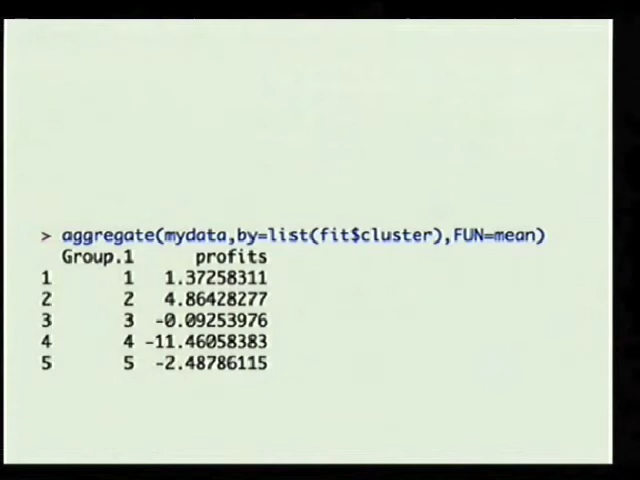 > aggregate(mydata,by=list(fit$cluster),FUN=mean)
Group.1 profits
1 1 1.37258311
2 2 4.86428277
3 3 -0.09253976
4 4 -11.46058383
5 5 -2.48786115